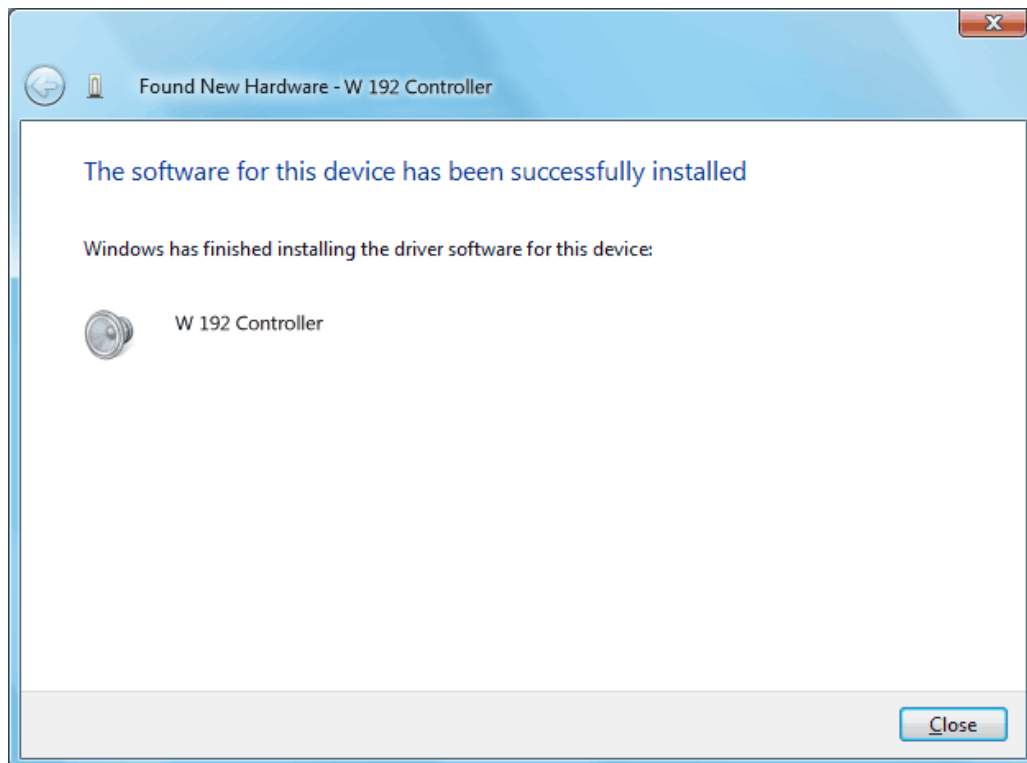 Found New Hardware - W 192 Controller
The software for this device has been successfully installed
Windows has finished installing the driver software for this device:
W 192 Controller
Close